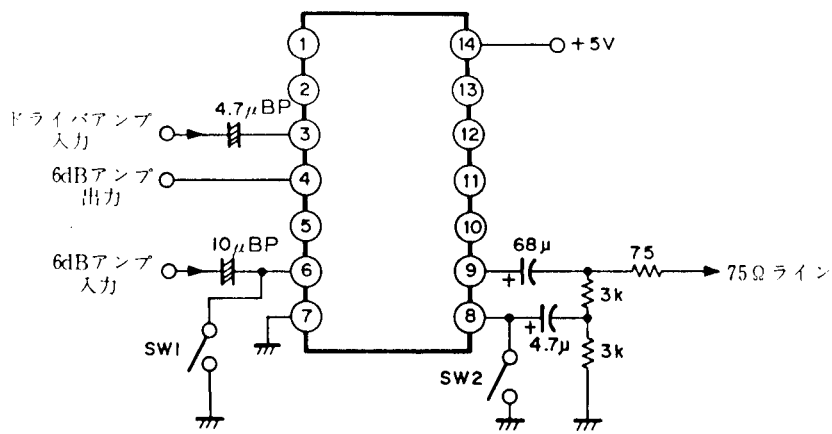 1
14
+5V
2
13
4.7μBP
ドライバアンプ
入力
3
12
6dBアンプ
出力
4
11
5
10
10μBP
68μ
75
6dBアンプ
入力
6
9
+
75Ωライン
3k
7
8
+
4.7μ
3k
SW1
SW2